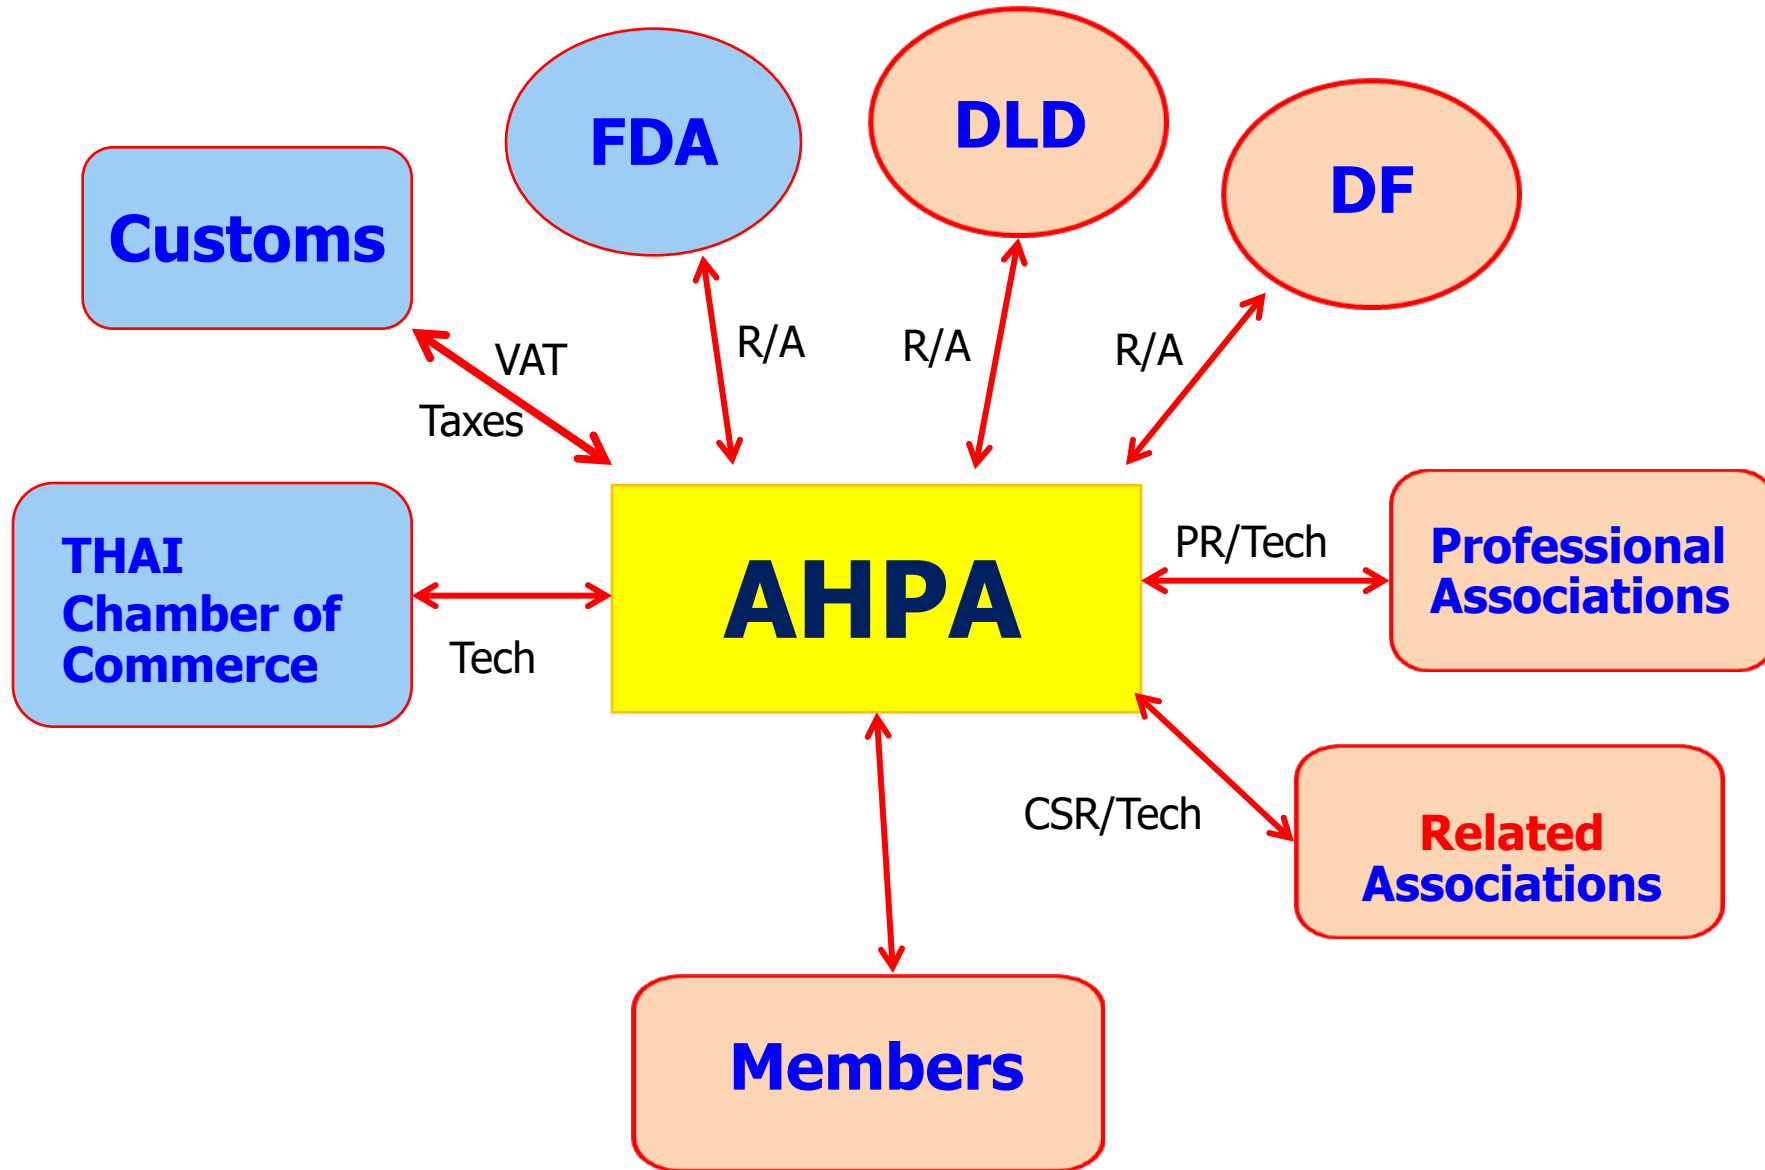 FDA
DLD
DF
Customs
R/A
R/A
R/A
VAT
Taxes
THAI
Chamber of
Commerce
Tech
AHPA
PR/Tech
Professional
Associations
CSR/Tech
Related
Associations
Members